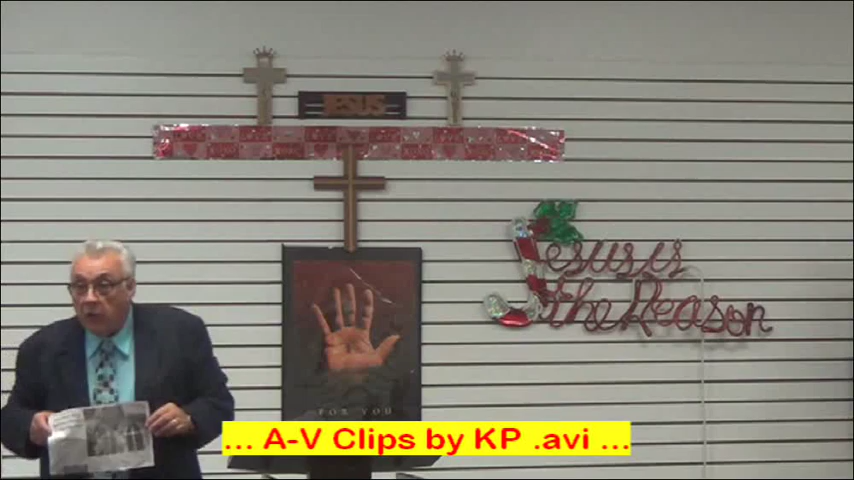 JESUS
Jesus is
the Reason
FOR YOU
... A-V Clips by KP .avi ...